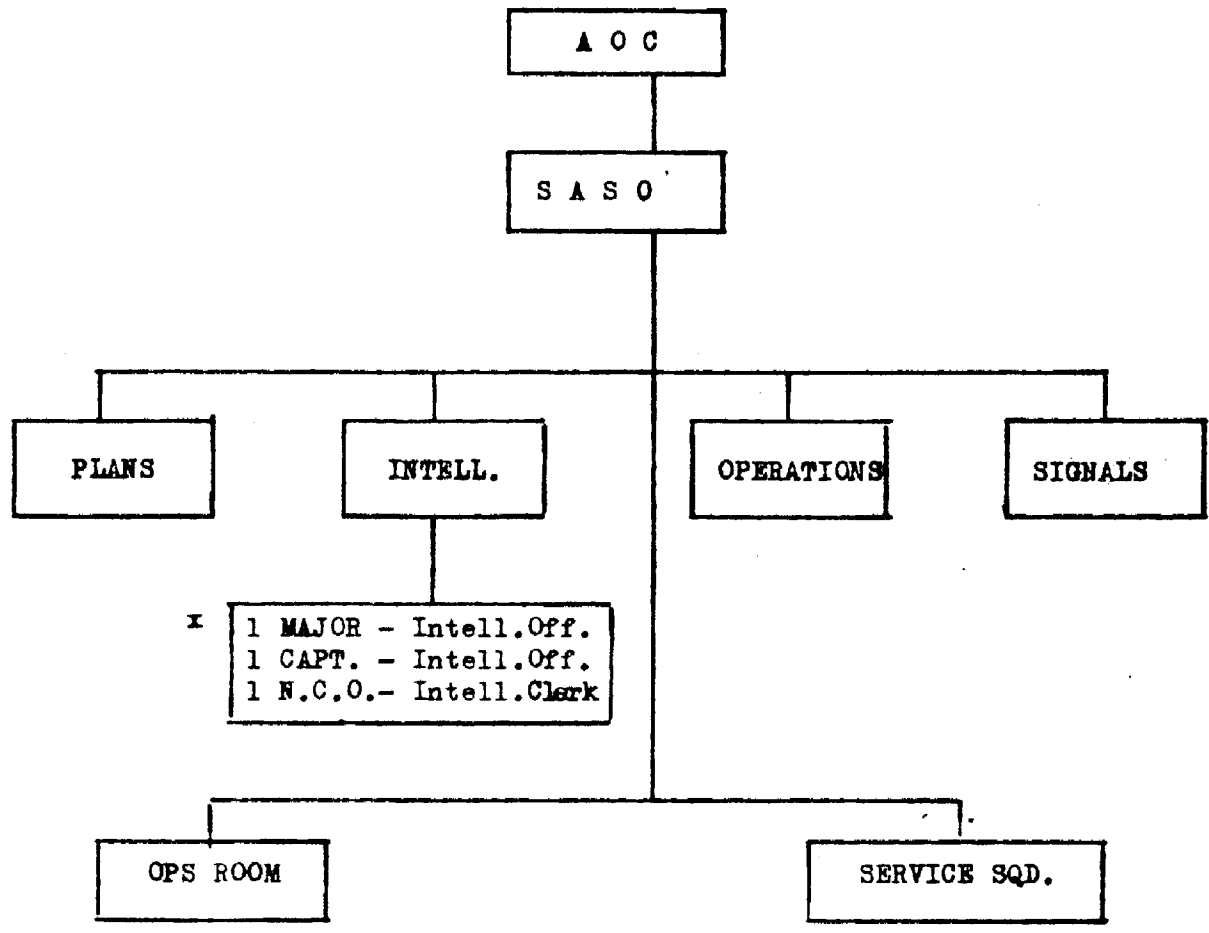 A O C
S A S O
PLANS
INTELL.
OPERATIONS
SIGNALS
x
1 MAJOR - Intell.Off.
1 CAPT. - Intell.Off.
1 N.C.O.- Intell.Clerk
OPS ROOM
SERVICE SQD.